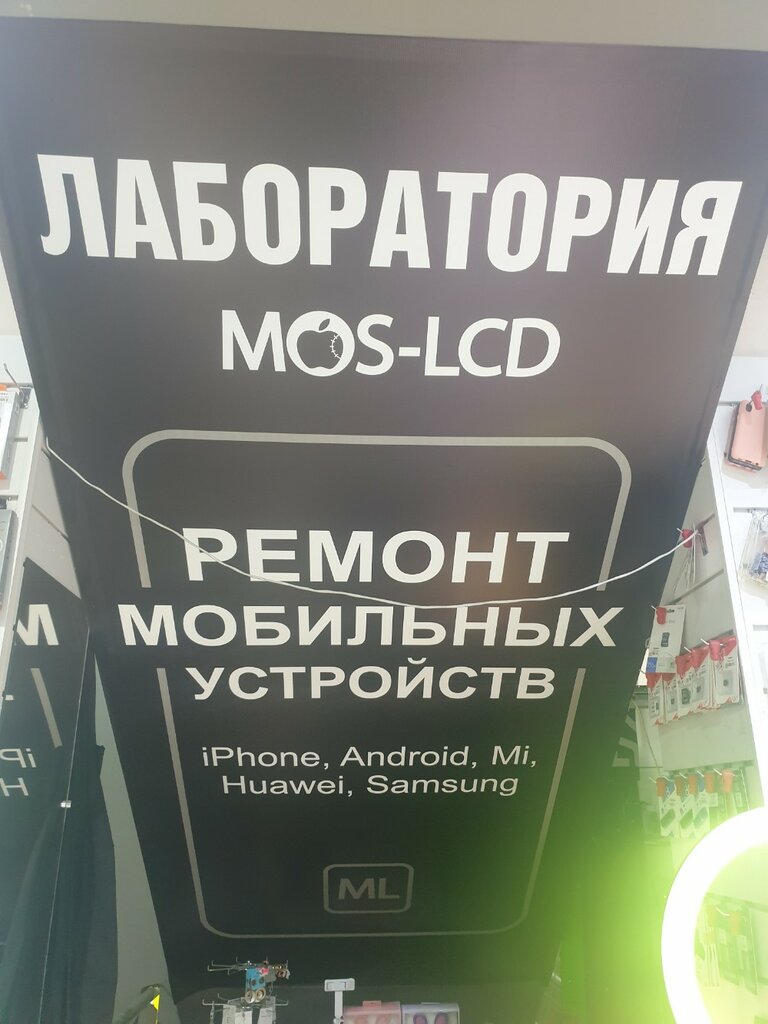 ЛАБОРАТОРИЯ
MOS-LCD
РЕМОНТ
МОБИЛЬНЫХ
УСТРОЙСТВ
iPhone, Android, Mi,
Huawei, Samsung
ML